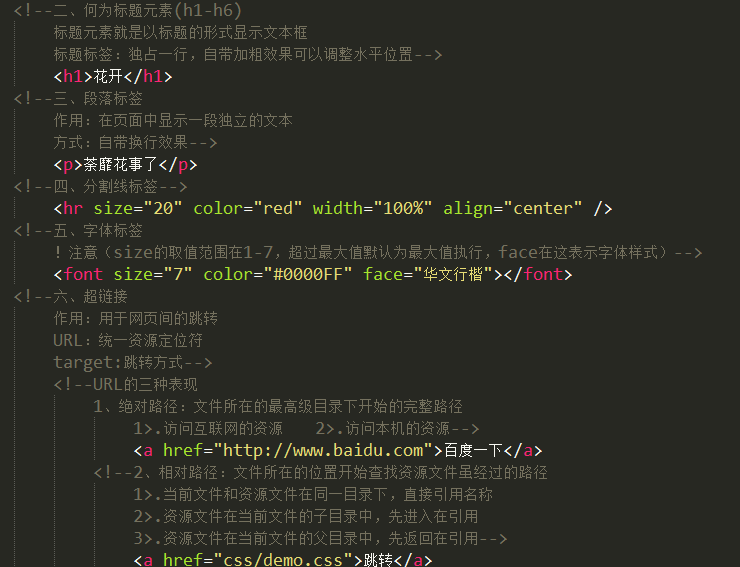 <!--二、何为标题元素(h1-h6)
标题元素就是以标题的形式显示文本框
标题标签：独占一行，自带加粗效果可以调整水平位置-->
<h1>花开</h1>
<!--三、段落标签
作用：在页面中显示一段独立的文本
方式：自带换行效果-->
<p>荼靡花事了</p>
<!--四、分割线标签-->
<hr size="20" color="red" width="100%" align="center" />
<!--五、字体标签
！注意（size的取值范围在1-7，超过最大值默认为最大值执行，face在这表示字体样式）-->
<font size="7" color="#0000FF" face="华文行楷"></font>
<!--六、超链接
作用：用于网页间的跳转
URL：统一资源定位符
target:跳转方式-->
<!--URL的三种表现
1、绝对路径：文件所在的最高级目录下开始的完整路径
1>.访问互联网的资源   2>.访问本机的资源-->
<a href="http://www.baidu.com">百度一下</a>
<!--2、相对路径：文件所在的位置开始查找资源文件虽经过的路径
1>.当前文件和资源文件在同一目录下，直接引用名称
2>.资源文件在当前文件的子目录中，先进入在引用
3>.资源文件在当前文件的父目录中，先返回在引用-->
<a href="css/demo.css">跳转</a>